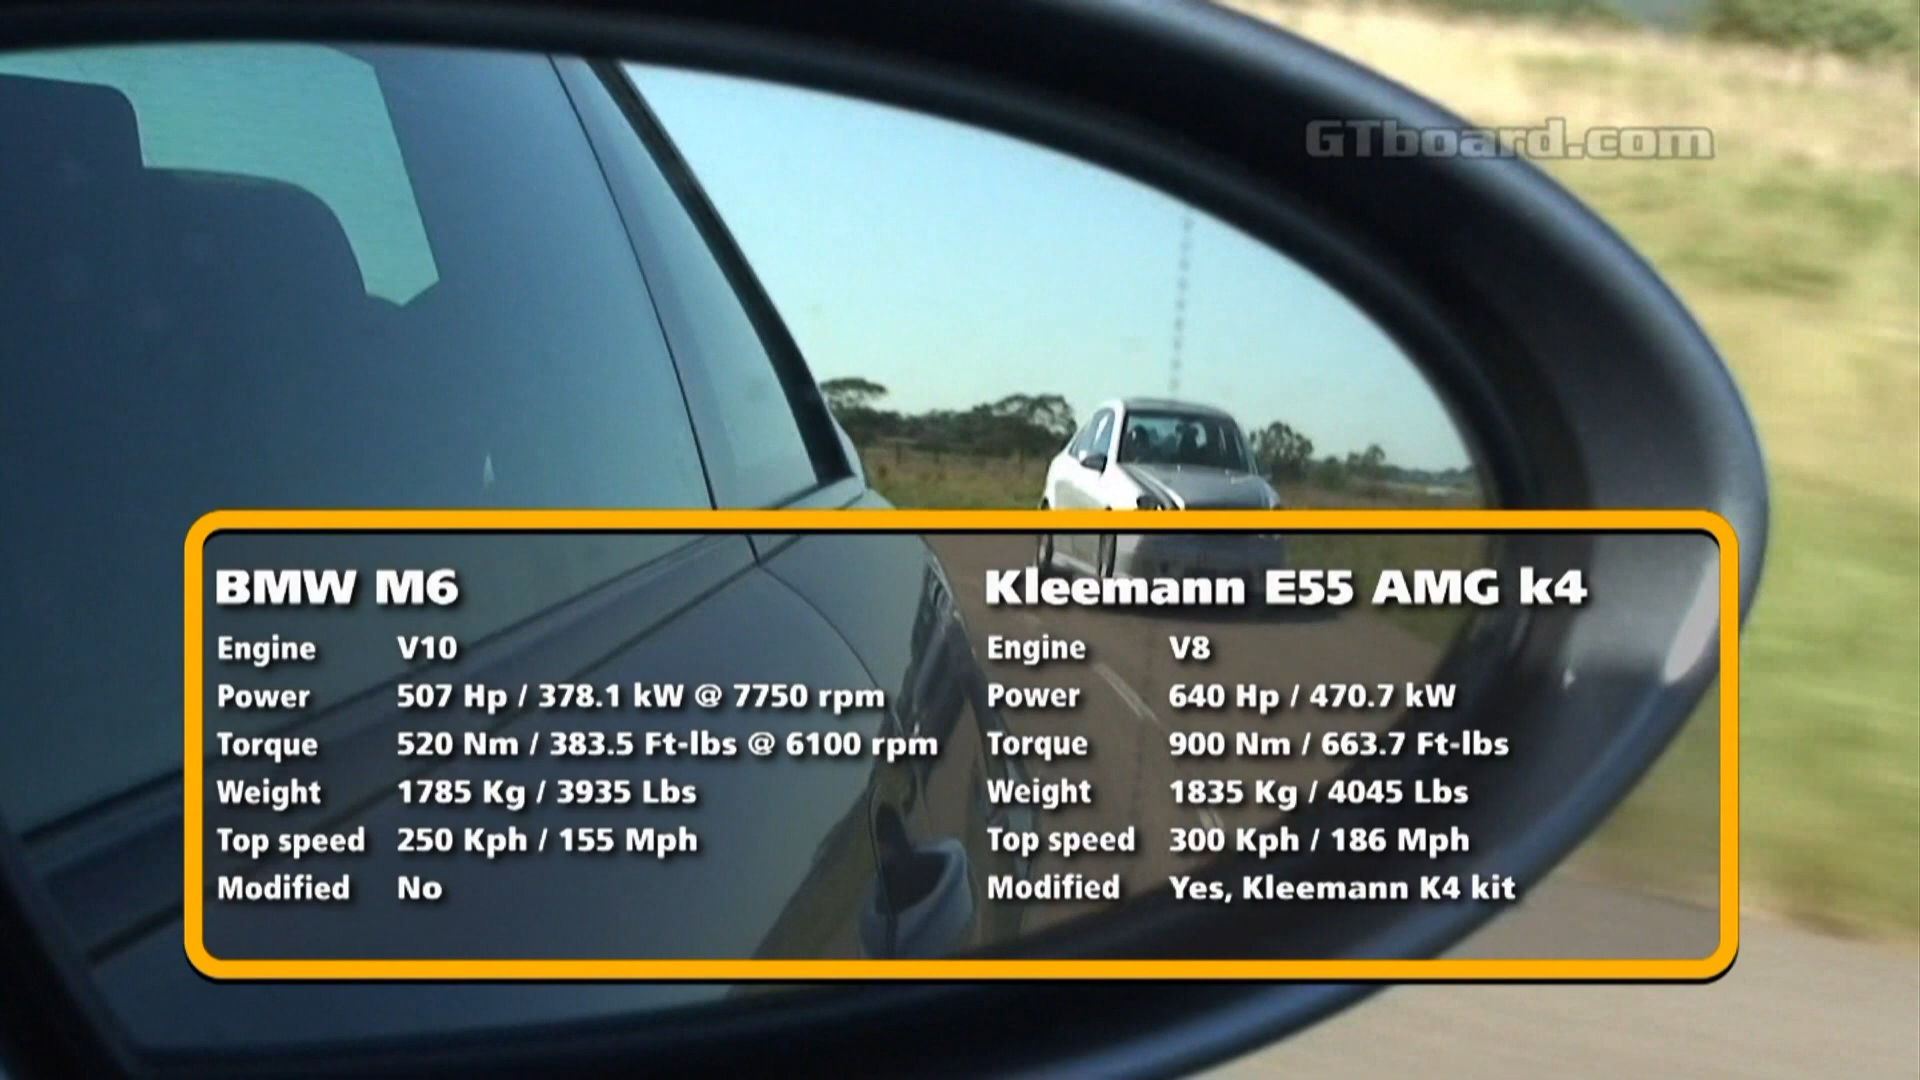 GTboard.com
BMW M6
Engine V10
Power 507 Hp / 378.1 kW @ 7750 rpm
Torque 520 Nm / 383.5 Ft-lbs @ 6100 rpm
Weight 1785 Kg / 3935 Lbs
Top speed 250 Kph / 155 Mph
Modified No
Kleemann E55 AMG k4
Engine V8
Power 640 Hp / 470.7 kW
Torque 900 Nm / 663.7 Ft-lbs
Weight 1835 Kg / 4045 Lbs
Top speed 300 Kph / 186 Mph
Modified Yes, Kleemann K4 kit